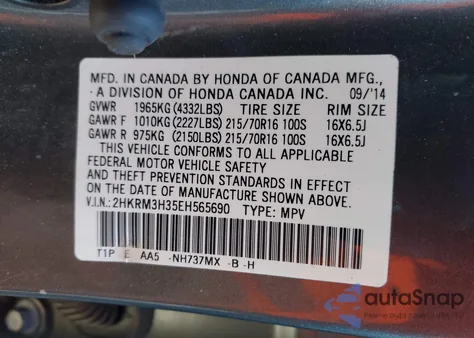 MFD. IN CANADA BY HONDA OF CANADA MFG.,
- A DIVISION OF HONDA CANADA INC. 09/'14
GVWR 1965KG (4332LBS) TIRE SIZE RIM SIZE
GAWR F 1010KG (2227LBS) 215/70R16 100S 16X6.5J
GAWR R 975KG (2150LBS) 215/70R16 100S 16X6.5J
THIS VEHICLE CONFORMS TO ALL APPLICABLE
FEDERAL MOTOR VEHICLE SAFETY
AND THEFT PREVENTION STANDARDS IN EFFECT
ON THE DATE OF MANUFACTURE SHOWN ABOVE.
V.I.N.: 2HKRM3H35EH565690 TYPE: MPV
T1P E AA5 -NH737MX -B -H
autoSnap